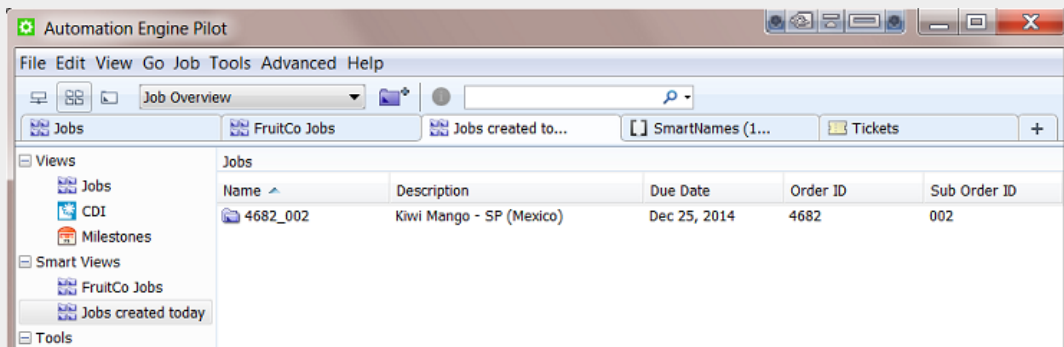 Automation Engine Pilot
File Edit View Go Job Tools Advanced Help
Job Overview
Jobs FruitCo Jobs Jobs created to... SmartNames (1... Tickets +
Views Jobs
Jobs Name Description Due Date Order ID Sub Order ID
CDI 4682_002 Kiwi Mango - SP (Mexico) Dec 25, 2014 4682 002
Milestones
Smart Views
FruitCo Jobs
Jobs created today
Tools